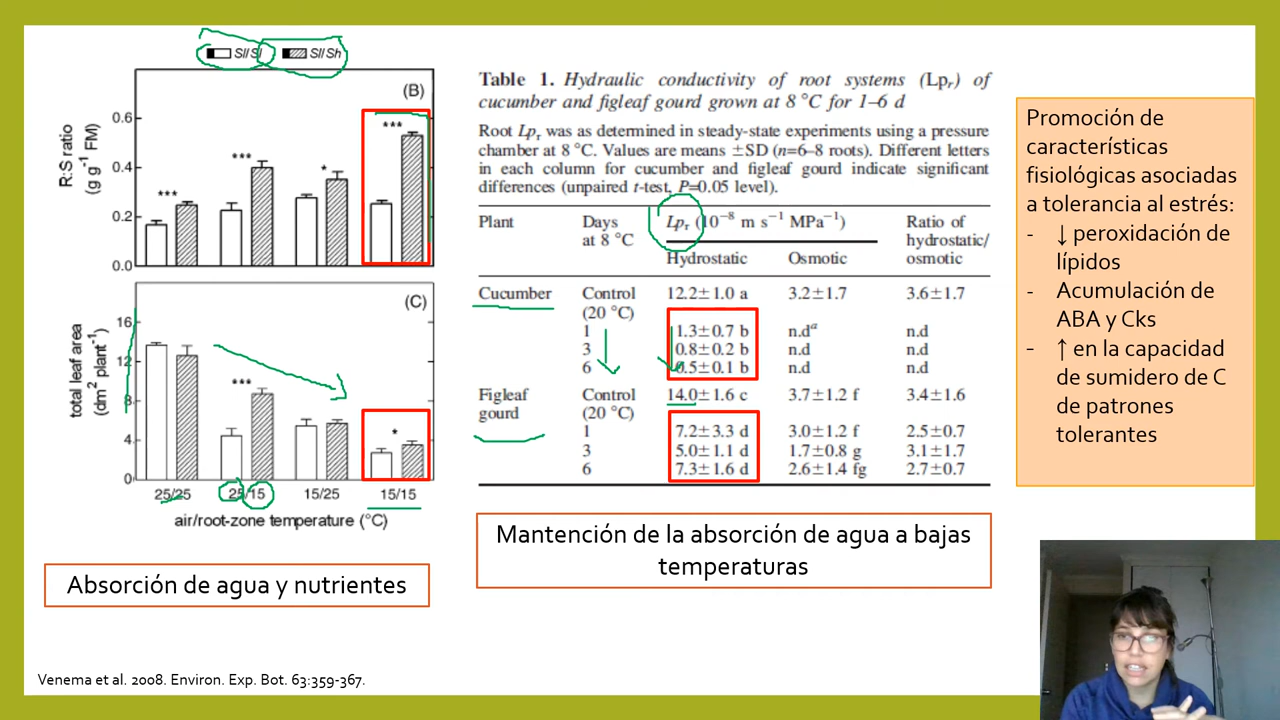 Sl/Sl Sl/Sh
(B)
0.6
0.4
0.2
0.0
R:S ratio
(g g⁻¹ FM)
***
***
*
***
(C)
16
12
8
4
0
total leaf area
(dm² plant⁻¹)
***
*
25/25 25/15 15/25 15/15
air/root-zone temperature (°C)
Absorción de agua y nutrientes
Table 1. Hydraulic conductivity of root systems (Lpᵣ) of
cucumber and figleaf gourd grown at 8 °C for 1–6 d
Root Lpᵣ was as determined in steady-state experiments using a pressure
chamber at 8 °C. Values are means ±SD (n=6–8 roots). Different letters
in each column for cucumber and figleaf gourd indicate significant
differences (unpaired t-test, P=0.05 level).
Plant Days Lpᵣ (10⁻⁸ m s⁻¹ MPa⁻¹) Ratio of
at 8 °C hydrostatic/
Hydrostatic Osmotic osmotic
Cucumber Control 12.2±1.0 a 3.2±1.7 3.6±1.7
(20 °C)
1 1.3±0.7 b n.dᵃ n.d
3 0.8±0.2 b n.d n.d
6 0.5±0.1 b n.d n.d
Figleaf Control 14.0±1.6 c 3.7±1.2 f 3.4±1.6
gourd (20 °C)
1 7.2±3.3 d 3.0±1.2 f 2.5±0.7
3 5.0±1.1 d 1.7±0.8 g 3.1±1.7
6 7.3±1.6 d 2.6±1.4 fg 2.7±0.7
Mantención de la absorción de agua a bajas
temperaturas
Promoción de
características
fisiológicas asociadas
a tolerancia al estrés:
- ↓ peroxidación de
lípidos
- Acumulación de
ABA y Cks
- ↑ en la capacidad
de sumidero de C
de patrones
tolerantes
Venema et al. 2008. Environ. Exp. Bot. 63:359-367.